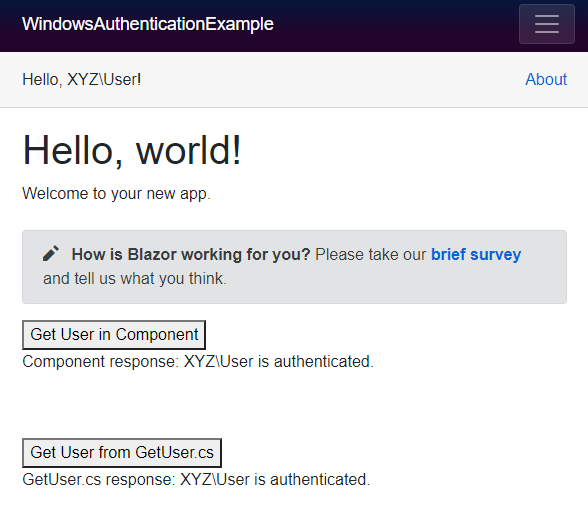 WindowsAuthenticationExample
Hello, XYZ\User!
About
Hello, world!
Welcome to your new app.
How is Blazor working for you? Please take our brief survey
and tell us what you think.
Get User in Component
Component response: XYZ\User is authenticated.
Get User from GetUser.cs
GetUser.cs response: XYZ\User is authenticated.